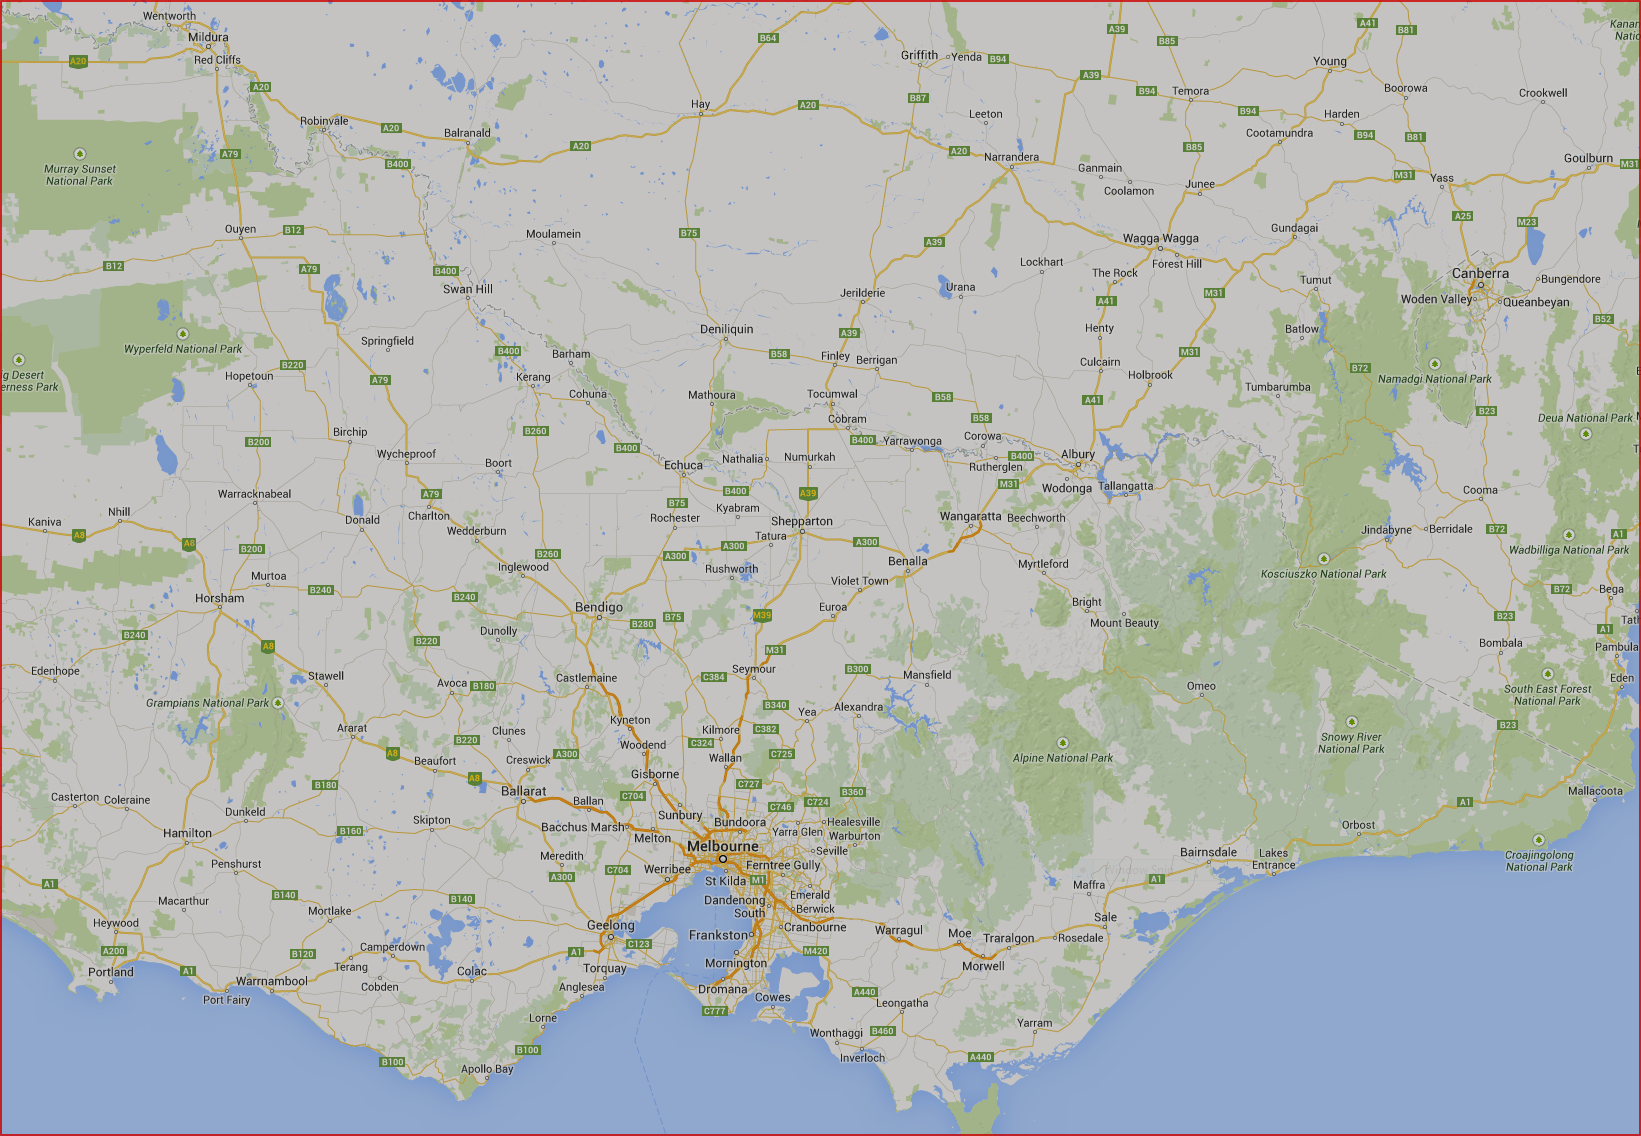 Wentworth
Mildura
Red Cliffs
A20
A20
B64
Griffith
Yenda
B94
A39
B85
A41
B81
Kanan
Natio
Young
A39
B87
B94
Temora
Boorowa
Crookwell
Hay
A20
Leeton
B94
Harden
Robinvale
A20
Balranald
A20
A20
Narrandera
B85
Cootamundra
B94
B81
Murray Sunset
National Park
A79
B400
Ganmain
Coolamon
Junee
M31
Yass
Goulburn
M31
Ouyen
B12
Moulamein
B75
A39
Wagga Wagga
Forest Hill
Gundagai
A25
M23
B12
A79
B400
Swan Hill
Lockhart
The Rock
Urana
Jerilderie
A41
M31
Tumut
Canberra
Woden Valley
Queanbeyan
Bungendore
B52
Wyperfeld National Park
Springfield
B400
Deniliquin
A39
Henty
Batlow
g Desert
erness Park
B220
Hopetoun
A79
Barham
Kerang
B58
Finley
Berrigan
Culcairn
M31
Holbrook
B72
Namadgi National Park
Tumbarumba
Cohuna
Mathoura
Tocumwal
B58
A41
B23
Deua National Park
Birchip
B200
B260
Cobram
B58
B400
Yarrawonga
Corowa
Wycheproof
Boort
B400
Echuca
Nathalia
Numurkah
B400
Rutherglen
Albury
Wodonga
Tallangatta
Warracknabeal
A79
Charlton
B75
B400
A39
M31
Cooma
Kaniva
Nhill
A8
A8
Donald
Wedderburn
Rochester
Kyabram
Shepparton
Tatura
Wangaratta
Beechworth
Jindabyne
Berridale
B72
A1
Wadbilliga National Park
B200
B260
A300
A300
A300
Benalla
Murtoa
Inglewood
Rushworth
Violet Town
Myrtleford
Kosciuszko National Park
B240
B240
Horsham
Bendigo
B280
B75
M39
Euroa
Bright
Mount Beauty
B72
Bega
B23
Tath
A1
B240
A8
B220
Dunolly
M31
Bombala
Pambula
Edenhope
Stawell
Avoca
B180
Castlemaine
C384
Seymour
B300
Mansfield
Omeo
Eden
South East Forest
National Park
Grampians National Park
Kyneton
B340
Yea
Alexandra
Snowy River
National Park
B23
Ararat
B220
Clunes
Kilmore
C382
A8
Beaufort
Creswick
A300
Woodend
C324
Wallan
C725
Alpine National Park
Gisborne
A8
B180
Ballarat
Ballan
C704
C727
B360
Casterton
Coleraine
Dunkeld
Sunbury
C746
C724
A1
Mallacoota
Hamilton
B160
Skipton
Bacchus Marsh
Melton
Bundoora
Healesville
Yarra Glen
Warburton
Orbost
Melbourne
Seville
Penshurst
Meredith
A300
C704
Werribee
Ferntree Gully
Bairnsdale
Lakes
Entrance
Croajingolong
National Park
A1
St Kilda
M1
Emerald
Maffra
A1
Macarthur
B140
B140
Dandenong
South
Berwick
Mortlake
Geelong
Cranbourne
Sale
Heywood
Frankston
Warragul
Moe
Traralgon
Rosedale
A200
B120
Camperdown
A1
C123
M420
Morwell
Portland
A1
Terang
Colac
Torquay
Mornington
Warrnambool
Cobden
Anglesea
Dromana
Cowes
A440
Port Fairy
C777
Leongatha
Lorne
Wonthaggi
B460
Yarram
B100
B100
Inverloch
A440
Apollo Bay